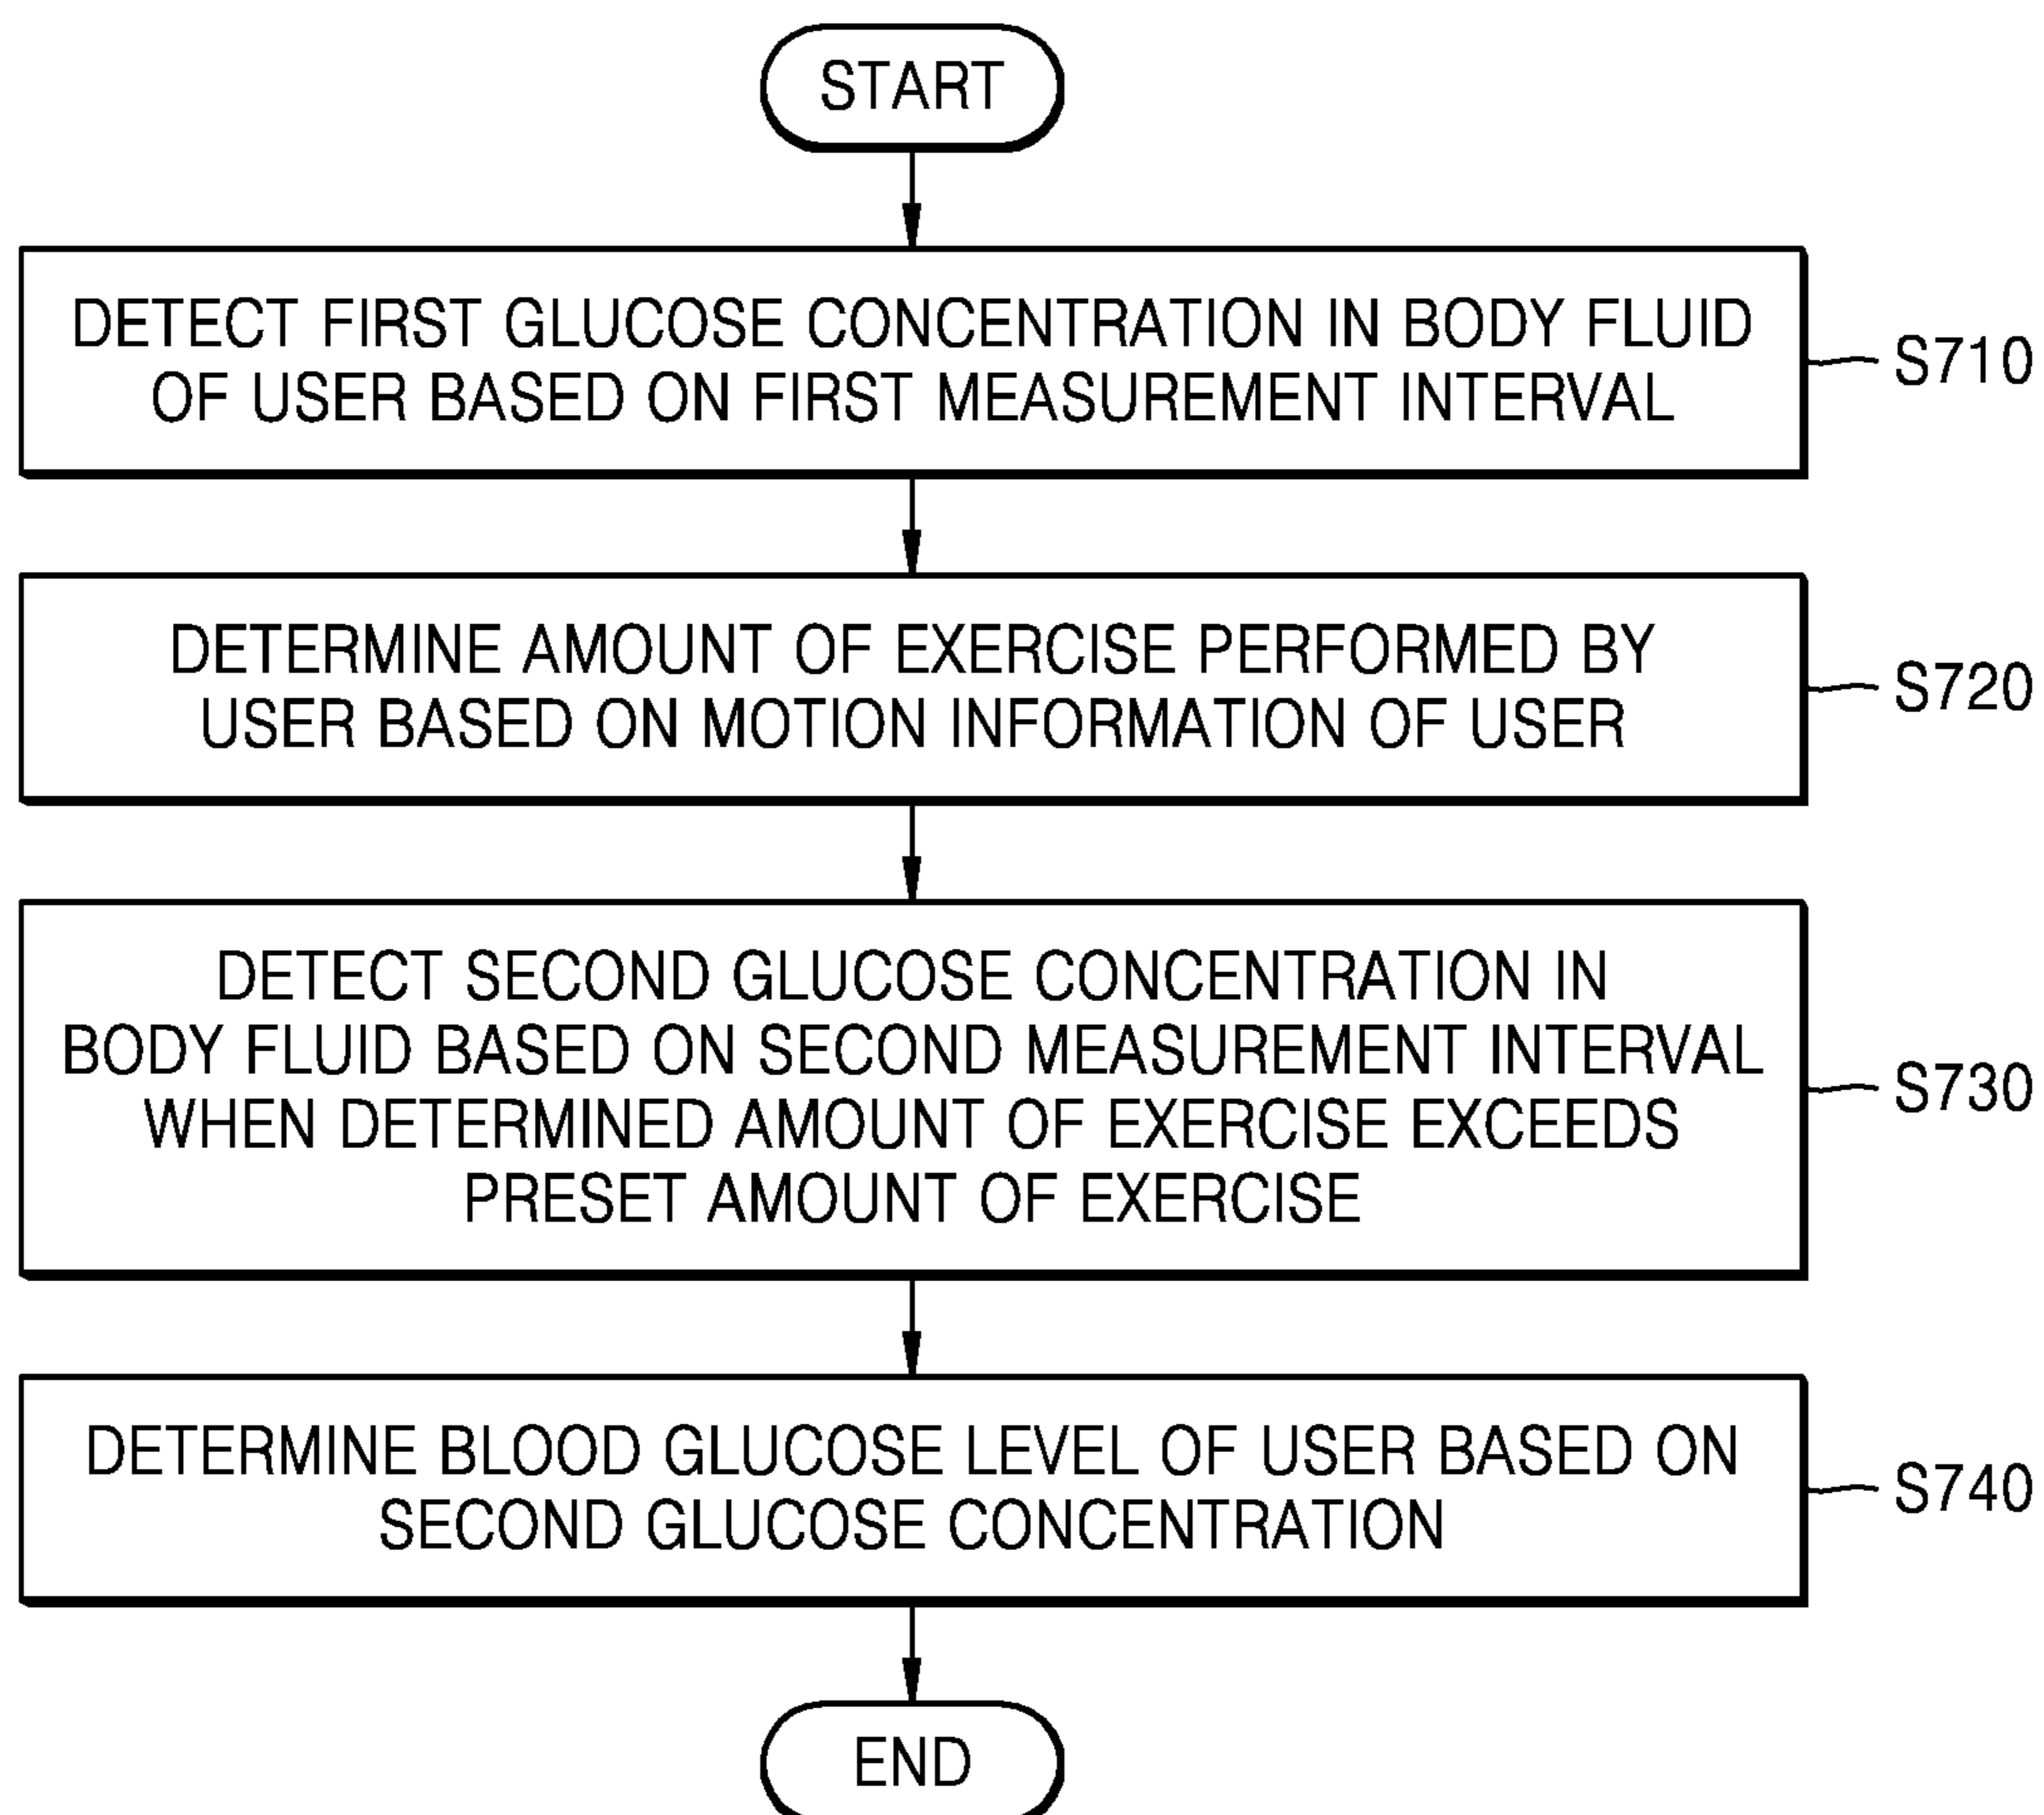 START
DETECT FIRST GLUCOSE CONCENTRATION IN BODY FLUID
OF USER BASED ON FIRST MEASUREMENT INTERVAL
S710
DETERMINE AMOUNT OF EXERCISE PERFORMED BY
USER BASED ON MOTION INFORMATION OF USER
S720
DETECT SECOND GLUCOSE CONCENTRATION IN
BODY FLUID BASED ON SECOND MEASUREMENT INTERVAL
WHEN DETERMINED AMOUNT OF EXERCISE EXCEEDS
PRESET AMOUNT OF EXERCISE
S730
DETERMINE BLOOD GLUCOSE LEVEL OF USER BASED ON
SECOND GLUCOSE CONCENTRATION
S740
END